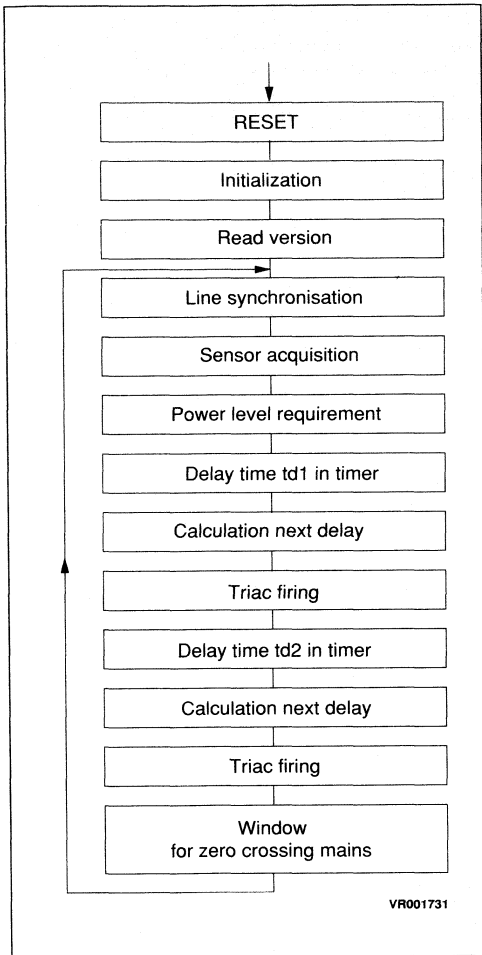 RESET
Initialization
Read version
Line synchronisation
Sensor acquisition
Power level requirement
Delay time td1 in timer
Calculation next delay
Triac firing
Delay time td2 in timer
Calculation next delay
Triac firing
Window
for zero crossing mains
VR001731